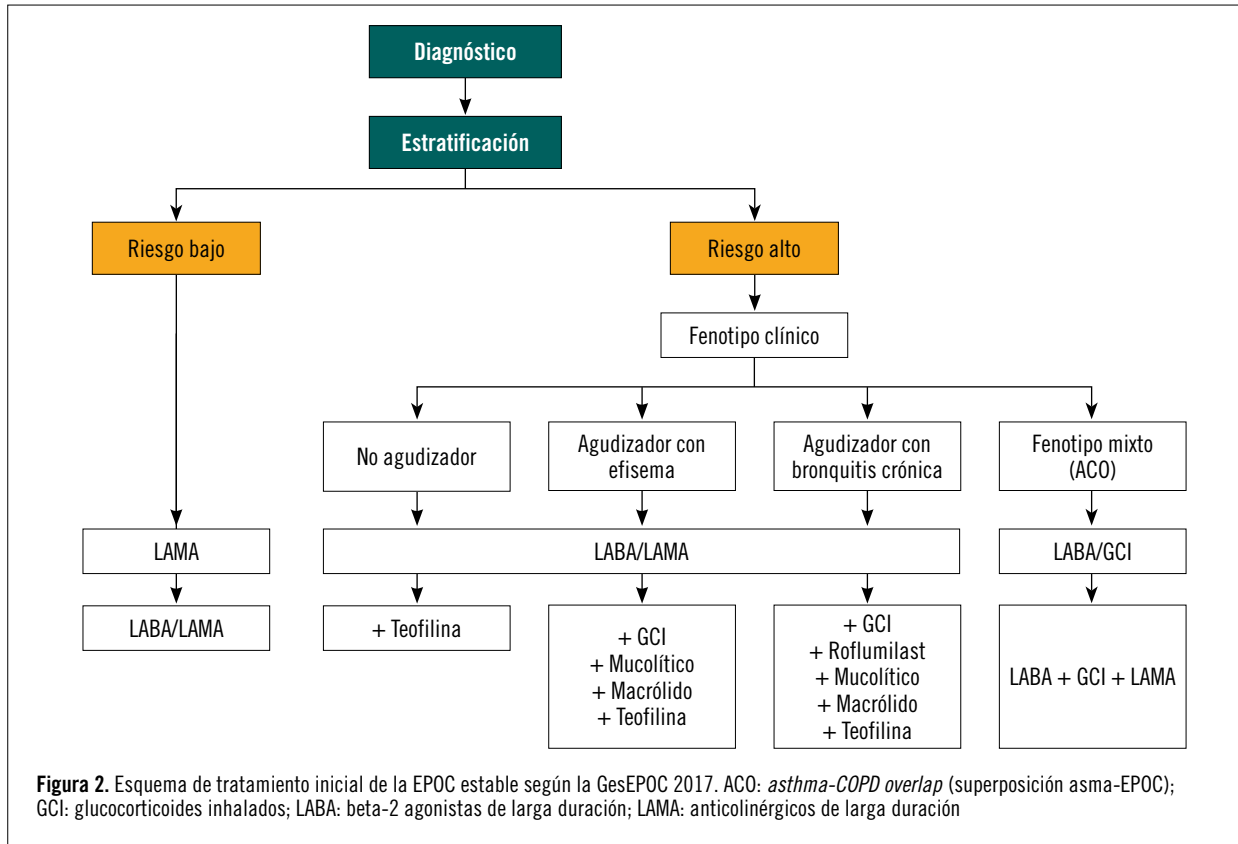 Diagnóstico
Estratificación
Riesgo bajo
Riesgo alto
Fenotipo clínico
No agudizador
Agudizador con
efisema
Agudizador con
bronquitis crónica
Fenotipo mixto
(ACO)
LAMA
LABA/LAMA
LABA/GCI
LABA/LAMA
+ Teofilina
+ GCI
+ Mucolítico
+ Macrólido
+ Teofilina
+ GCI
+ Roflumilast
+ Mucolítico
+ Macrólido
+ Teofilina
LABA + GCI + LAMA
Figura 2. Esquema de tratamiento inicial de la EPOC estable según la GesEPOC 2017. ACO: asthma-COPD overlap (superposición asma-EPOC);
GCI: glucocorticoides inhalados; LABA: beta-2 agonistas de larga duración; LAMA: anticolinérgicos de larga duración